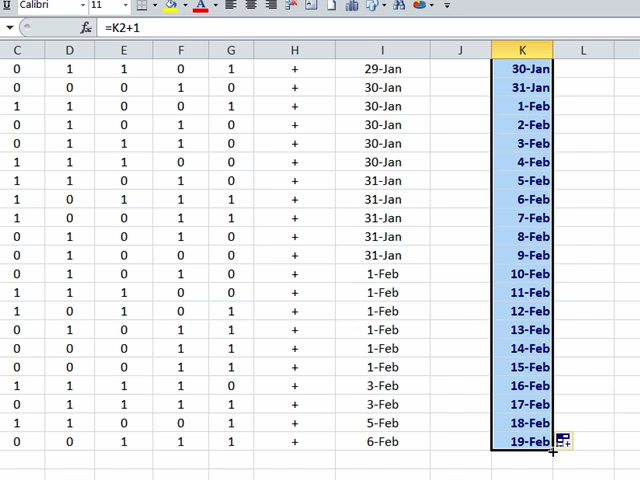 U Calibri 11 A
fx =K2+1
C D E F G H I J K L
0 1 1 0 1 + 29-Jan 30-Jan
0 0 0 1 0 + 30-Jan 31-Jan
1 1 0 0 1 + 30-Jan 1-Feb
0 1 0 1 0 + 30-Jan 2-Feb
0 1 1 1 0 + 30-Jan 3-Feb
1 1 1 0 0 + 30-Jan 4-Feb
1 1 0 1 0 + 31-Jan 5-Feb
1 0 1 1 1 + 31-Jan 6-Feb
1 0 0 1 1 + 31-Jan 7-Feb
0 1 0 1 0 + 31-Jan 8-Feb
0 1 0 0 0 + 31-Jan 9-Feb
0 0 0 1 0 + 1-Feb 10-Feb
1 1 1 0 0 + 1-Feb 11-Feb
1 0 1 0 1 + 1-Feb 12-Feb
0 1 0 1 1 + 1-Feb 13-Feb
0 0 0 1 1 + 1-Feb 14-Feb
0 0 0 1 1 + 1-Feb 15-Feb
1 1 1 1 0 + 3-Feb 16-Feb
0 1 1 1 1 + 3-Feb 17-Feb
1 1 0 0 1 + 5-Feb 18-Feb
0 0 1 1 1 + 6-Feb 19-Feb